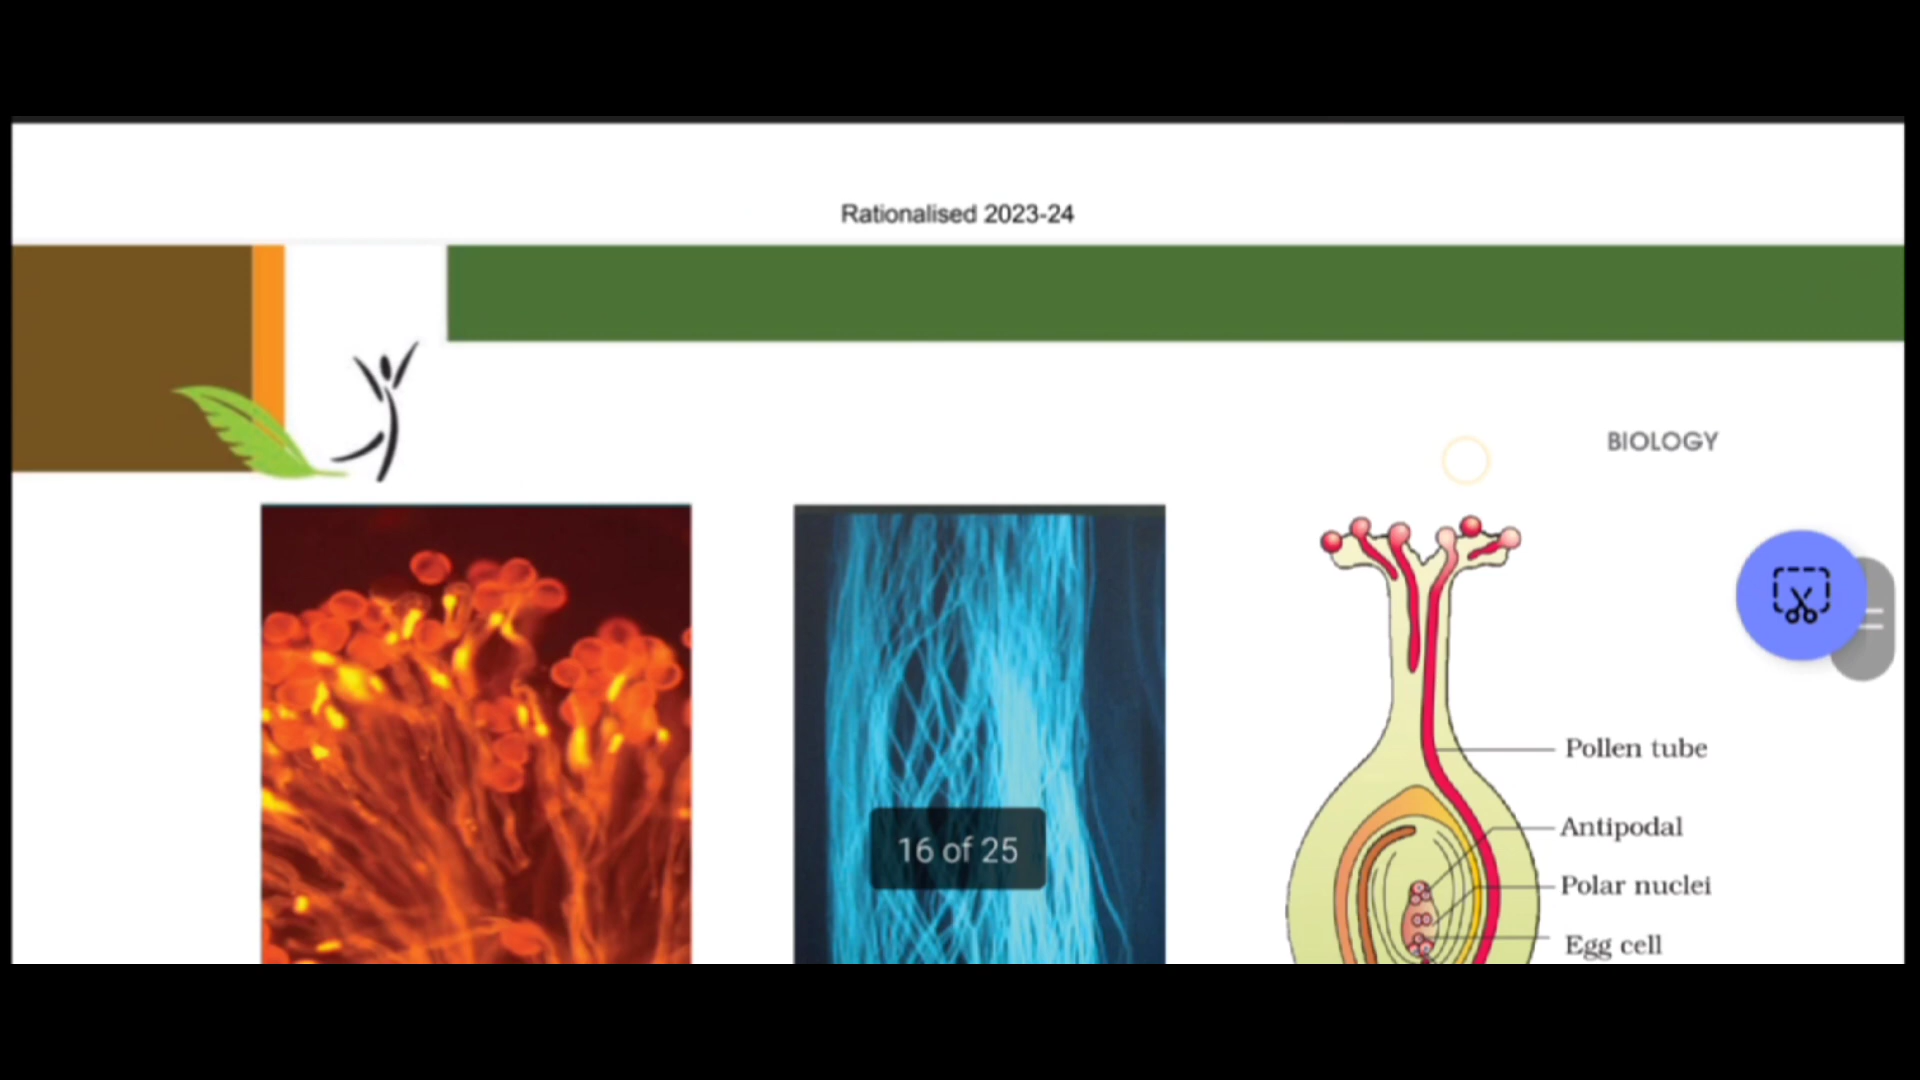 Rationalised 2023-24
BIOLOGY
Pollen tube
Antipodal
Polar nuclei
Egg cell
16 of 25